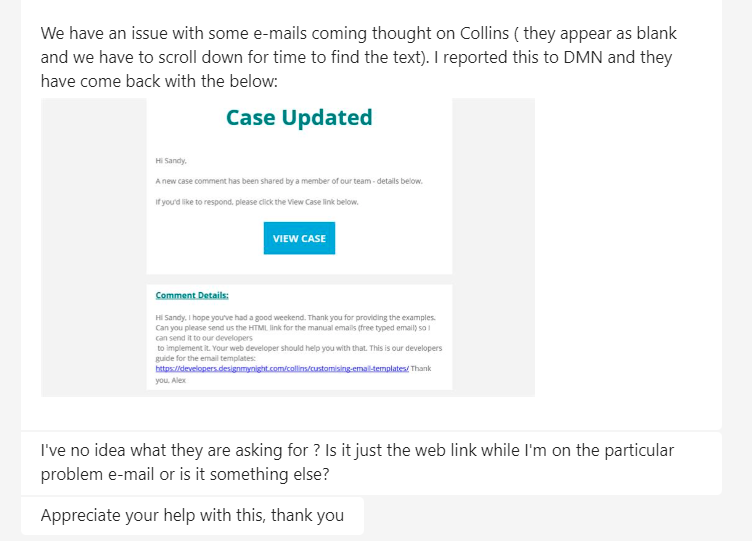 We have an issue with some e-mails coming thought on Collins ( they appear as blank
and we have to scroll down for time to find the text). I reported this to DMN and they
have come back with the below:
Case Updated
Hi Sandy,
A new case comment has been shared by a member of our team - details below.
If you'd like to respond, please click the View Case link below.
VIEW CASE
Comment Details:
Hi Sandy, I hope you've had a good weekend. Thank you for providing the examples.
Can you please send us the HTML link for the manual emails (free typed email) so I
can send it to our developers
to implement it. Your web developer should help you with that. This is our developers
guide for the email templates:
https://developers.designmynight.com/collins/customising-email-templates/ Thank
you, Alex
I've no idea what they are asking for ? Is it just the web link while I'm on the particular
problem e-mail or is it something else?
Appreciate your help with this, thank you